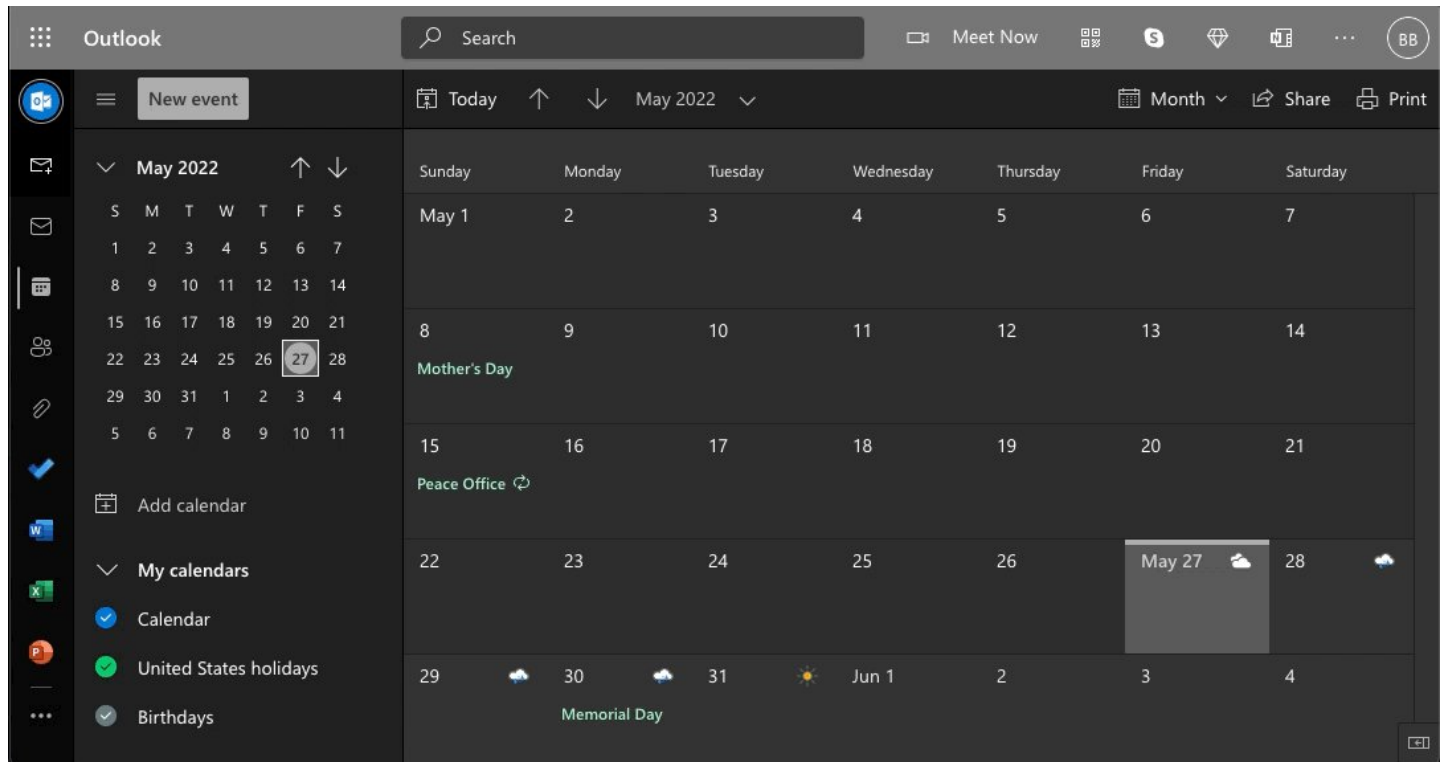 Outlook
Search
Meet Now
BB
New event
Today
May 2022
Month
Share
Print
May 2022
S M T W T F S
1 2 3 4 5 6 7
8 9 10 11 12 13 14
15 16 17 18 19 20 21
22 23 24 25 26 27 28
29 30 31 1 2 3 4
5 6 7 8 9 10 11
Add calendar
My calendars
Calendar
United States holidays
Birthdays
Sunday Monday Tuesday Wednesday Thursday Friday Saturday
May 1 2 3 4 5 6 7
8 9 10 11 12 13 14
Mother's Day
15 16 17 18 19 20 21
Peace Office
22 23 24 25 26 May 27 28
29 30 31 Jun 1 2 3 4
Memorial Day